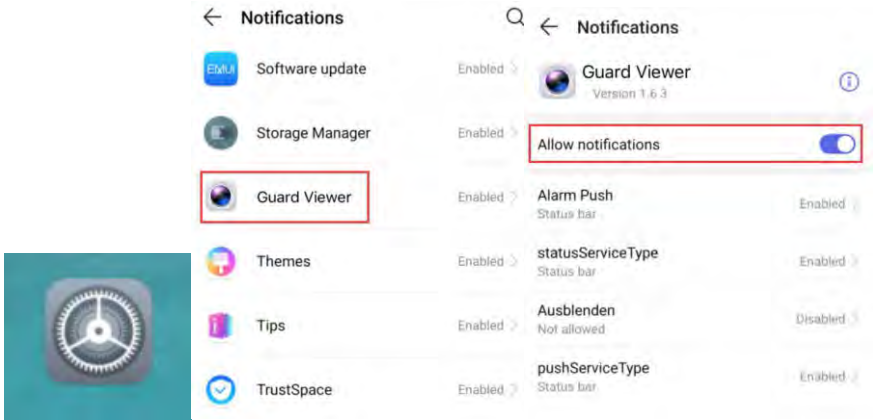 Notifications
EMUI
Software update
Enabled
Storage Manager
Enabled
Guard Viewer
Enabled
Themes
Enabled
Tips
Enabled
TrustSpace
Enabled
Notifications
Guard Viewer
Version 1.6.3
Allow notifications
Alarm Push
Status bar
Enabled
statusServiceType
Status bar
Enabled
Ausblenden
Not allowed
Disabled
pushServiceType
Status bar
Enabled